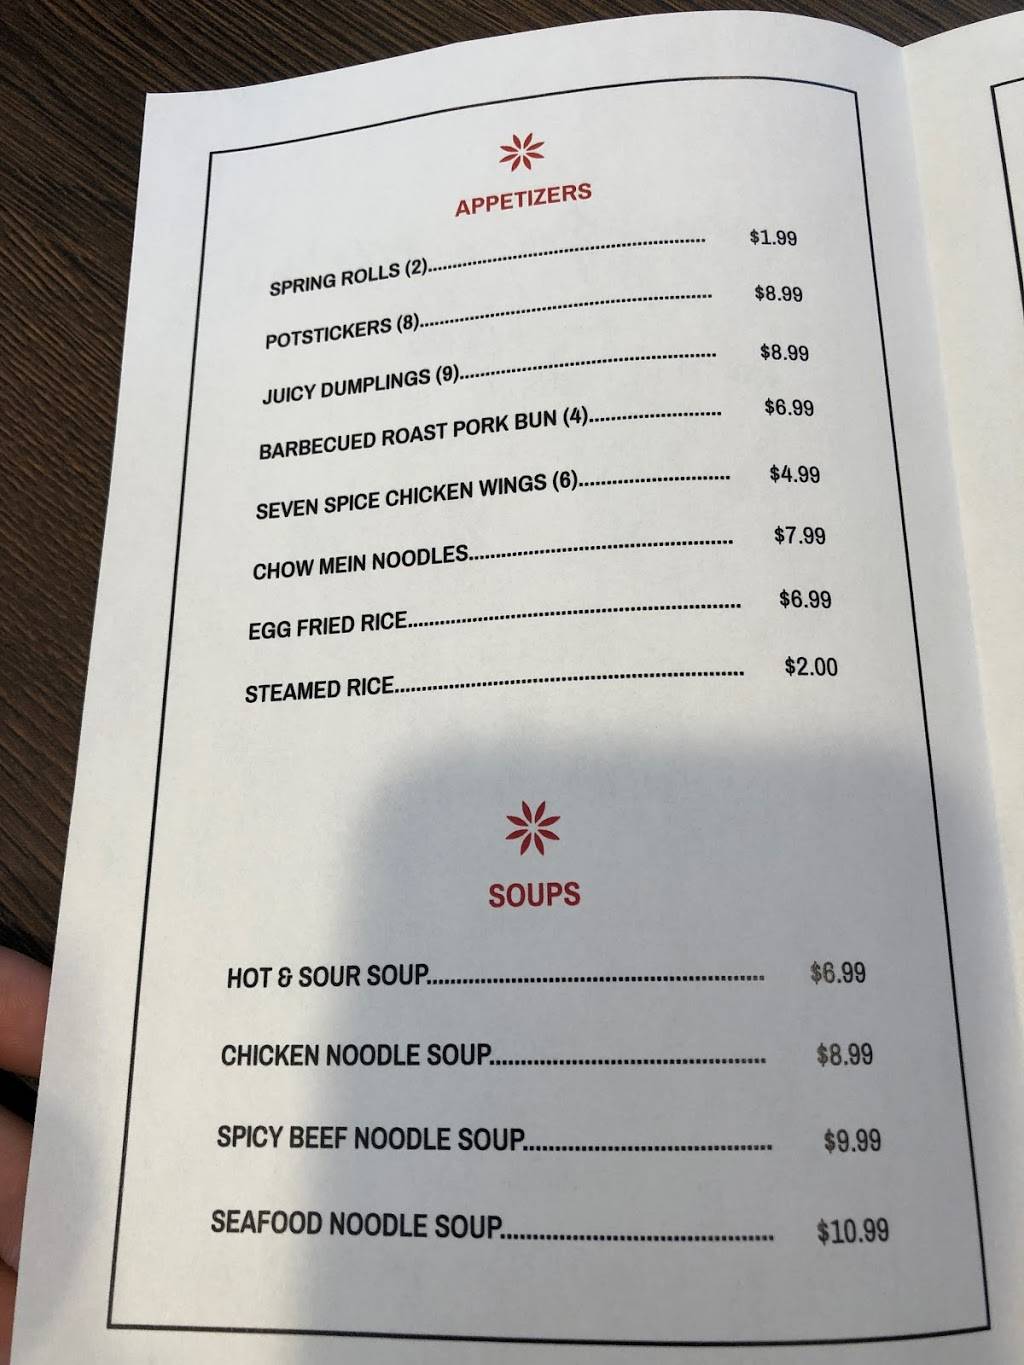 APPETIZERS
SPRING ROLLS (2)........................................................ $1.99
POTSTICKERS (8)........................................................... $8.99
JUICY DUMPLINGS (9)................................................... $8.99
BARBECUED ROAST PORK BUN (4)......................... $6.99
SEVEN SPICE CHICKEN WINGS (6)............................ $4.99
CHOW MEIN NOODLES................................................ $7.99
EGG FRIED RICE............................................................ $6.99
STEAMED RICE.............................................................. $2.00
SOUPS
HOT & SOUR SOUP...................................................... $6.99
CHICKEN NOODLE SOUP............................................ $8.99
SPICY BEEF NOODLE SOUP....................................... $9.99
SEAFOOD NOODLE SOUP.......................................... $10.99